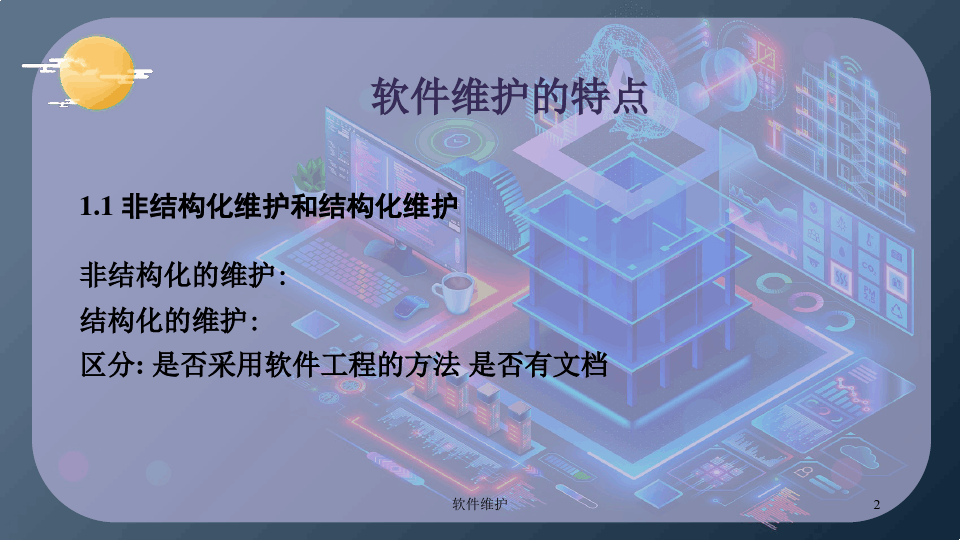 软件维护的特点
1.1 非结构化维护和结构化维护
非结构化的维护:
结构化的维护:
区分: 是否采用软件工程的方法 是否有文档
软件维护
2